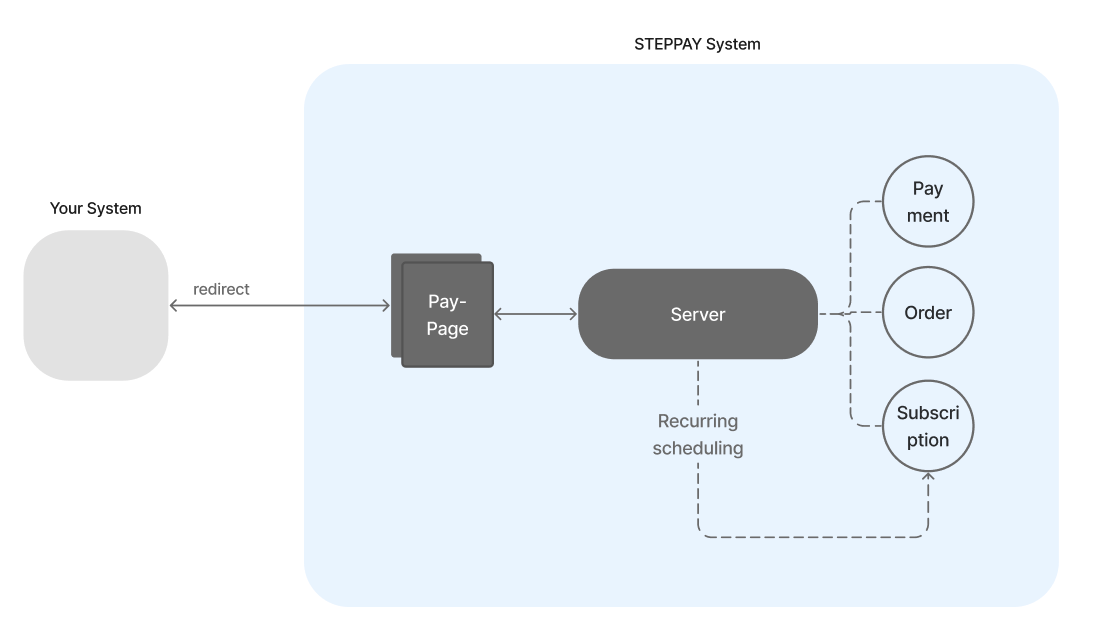 STEPPAY System
Your System
redirect
Pay-
Page
Server
Pay
ment
Order
Subscri
ption
Recurring
scheduling